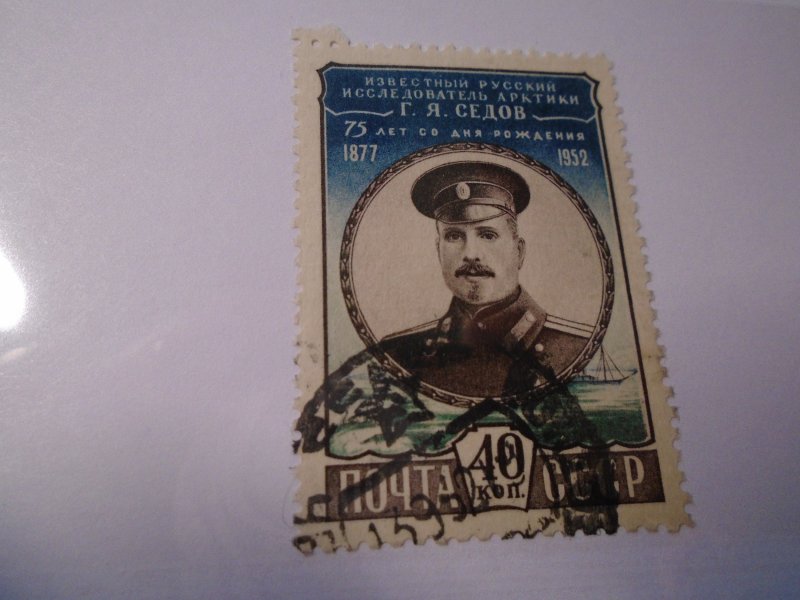 ИЗВЕСТНЫЙ РУССКИЙ
ИССЛЕДОВАТЕЛЬ АРКТИКИ
Г. Я. СЕДОВ
75 ЛЕТ СО ДНЯ РОЖДЕНИЯ
1877 1952
40
КОП.
ПОЧТА СССР